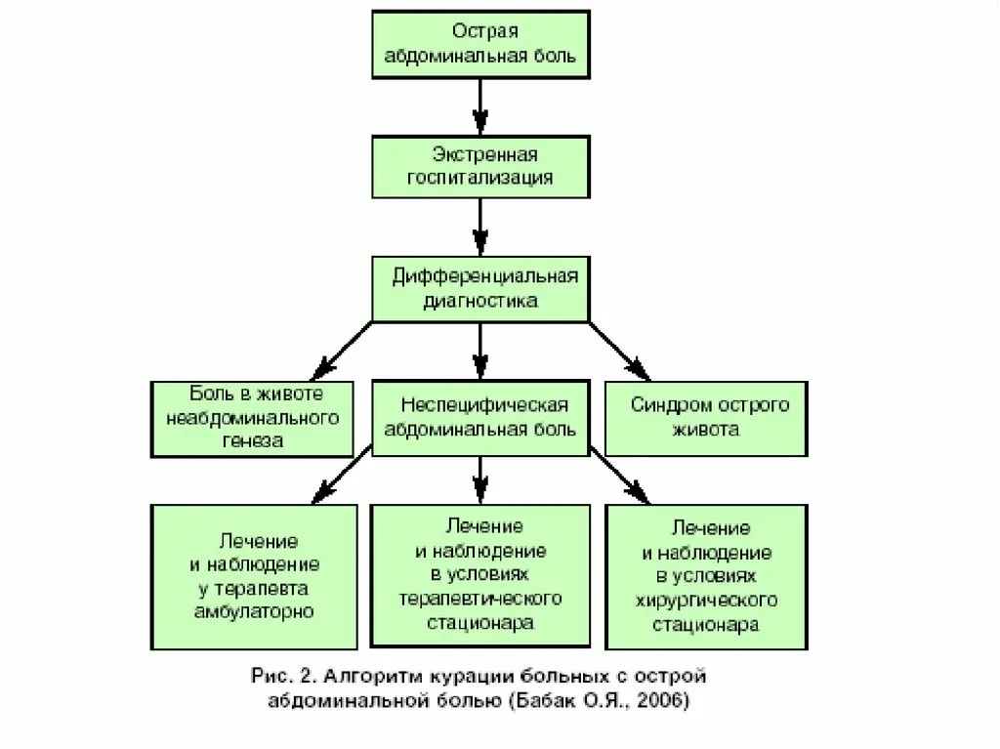 Острая
абдоминальная боль
Экстренная
госпитализация
Дифференциальная
диагностика
Боль в животе
неабдоминального
генеза
Неспецифическая
абдоминальная боль
Синдром острого
живота
Лечение
и наблюдение
у терапевта
амбулаторно
Лечение
и наблюдение
в условиях
терапевтического
стационара
Лечение
и наблюдение
в условиях
хирургического
стационара
Рис. 2. Алгоритм курации больных с острой
абдоминальной болью (Бабак О.Я., 2006)